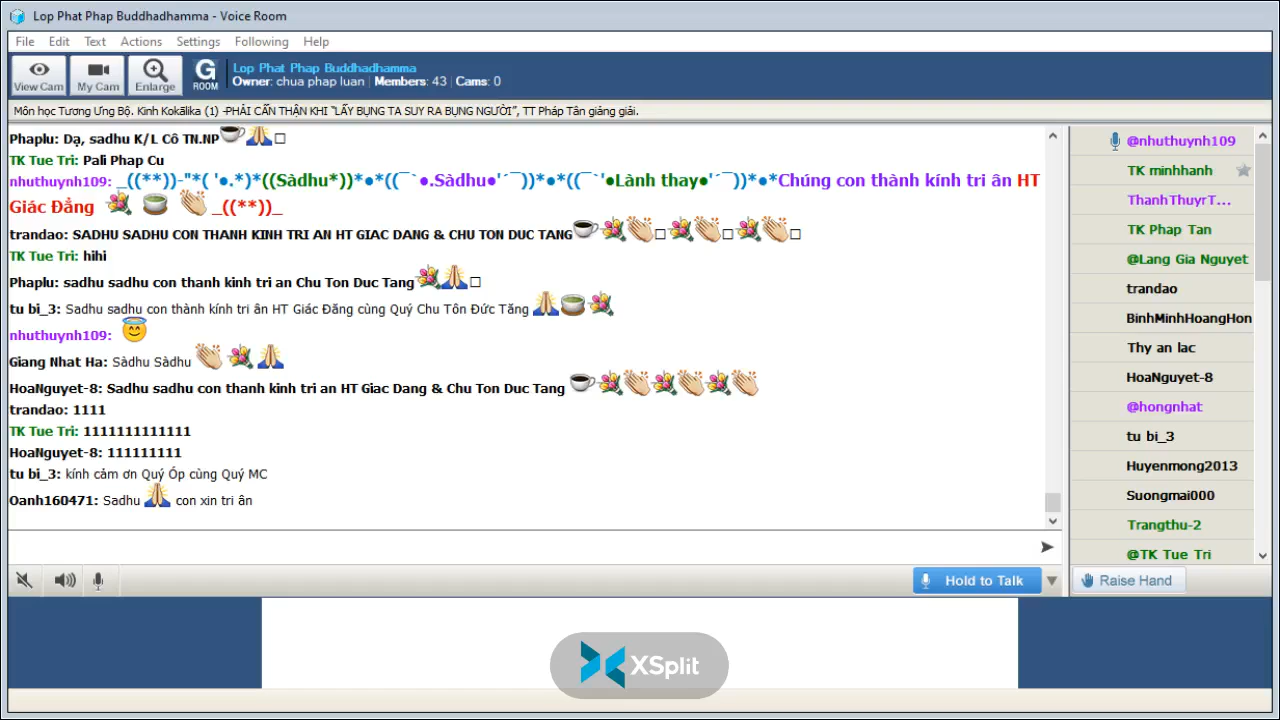 Lop Phat Phap Buddhadhamma - Voice Room
File Edit Text Actions Settings Following Help
View Cam My Cam Enlarge G ROOM
Lop Phat Phap Buddhadhamma
Owner: chua phap luan | Members: 43 | Cams: 0
Môn học Tương Ưng Bộ. Kinh Kokālika (1) -PHẢI CẨN THẬN KHI "LẤY BỤNG TA SUY RA BỤNG NGƯỜI", TT Pháp Tân giảng giải.
Phaplu: Dạ, sadhu K/L Cô TN.NP☕🙏□
TK Tue Tri: Pali Phap Cu
nhuthuynh109: _((**))-"*( '●.*)*((Sàdhu*))*●*((¯`●.Sàdhu●'´¯))*●*((¯`'●Lành thay●'´¯))*●*Chúng con thành kính tri ân HT
Giác Đẳng 💐 🍵 👏 _((**))_
trandao: SADHU SADHU CON THANH KINH TRI AN HT GIAC DANG & CHU TON DUC TANG☕💐👏□💐👏□💐👏□
TK Tue Tri: hihi
Phaplu: sadhu sadhu con thanh kinh tri an Chu Ton Duc Tang💐🙏□
tu bi_3: Sadhu sadhu con thành kính tri ân HT Giác Đẳng cùng Quý Chu Tôn Đức Tăng 🙏🍵💐
nhuthuynh109: 😇
Giang Nhat Ha: Sàdhu Sàdhu 👏💐🙏
HoaNguyet-8: Sadhu sadhu con thanh kinh tri an HT Giac Dang & Chu Ton Duc Tang ☕💐👏💐👏💐👏
trandao: 1111
TK Tue Tri: 1111111111111
HoaNguyet-8: 111111111
tu bi_3: kính cảm ơn Quý Óp cùng Quý MC
Oanh160471: Sadhu 🙏 con xin tri ân
@nhuthuynh109
TK minhhanh
ThanhThuyrT...
TK Phap Tan
@Lang Gia Nguyet
trandao
BinhMinhHoangHon
Thy an lac
HoaNguyet-8
@hongnhat
tu bi_3
Huyenmong2013
Suongmai000
Trangthu-2
@TK Tue Tri
Hold to Talk
Raise Hand
XSplit